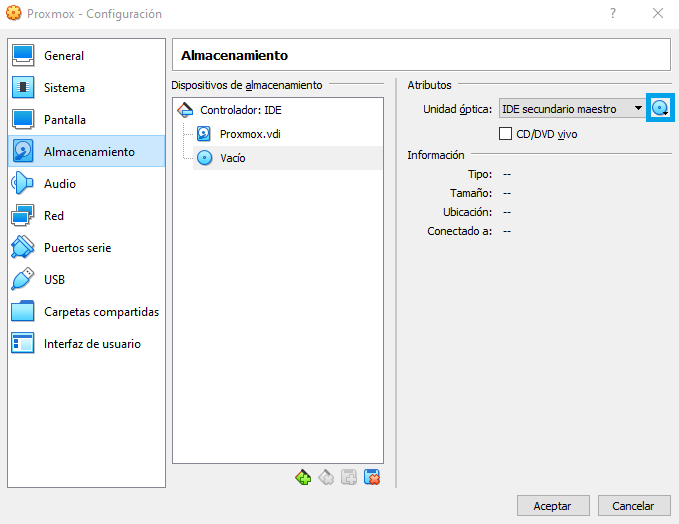 Proxmox - Configuración
General
Sistema
Pantalla
Almacenamiento
Audio
Red
Puertos serie
USB
Carpetas compartidas
Interfaz de usuario
Almacenamiento
Dispositivos de almacenamiento
Controlador: IDE
Proxmox.vdi
Vacío
Atributos
Unidad óptica: IDE secundario maestro
CD/DVD vivo
Información
Tipo: --
Tamaño: --
Ubicación: --
Conectado a: --
Aceptar
Cancelar